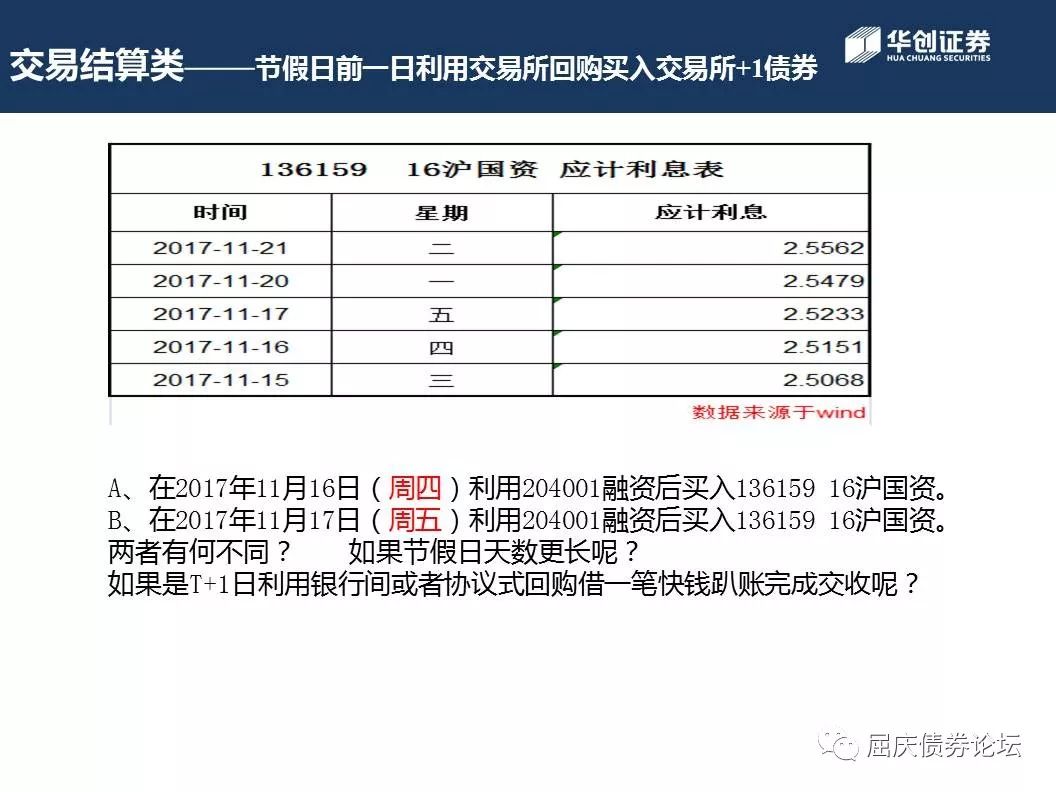 交易结算类——节假日前一日利用交易所回购买入交易所+1债券
华创证券
HUA CHUANG SECURITIES
136159 16沪国资 应计利息表
时间 星期 应计利息
2017-11-21 二 2.5562
2017-11-20 一 2.5479
2017-11-17 五 2.5233
2017-11-16 四 2.5151
2017-11-15 三 2.5068
数据来源于wind
A、在2017年11月16日（周四）利用204001融资后买入136159 16沪国资。
B、在2017年11月17日（周五）利用204001融资后买入136159 16沪国资。
两者有何不同？ 如果节假日天数更长呢？
如果是T+1日利用银行间或者协议式回购借一笔快钱趴账完成交收呢？
屈庆债券论坛